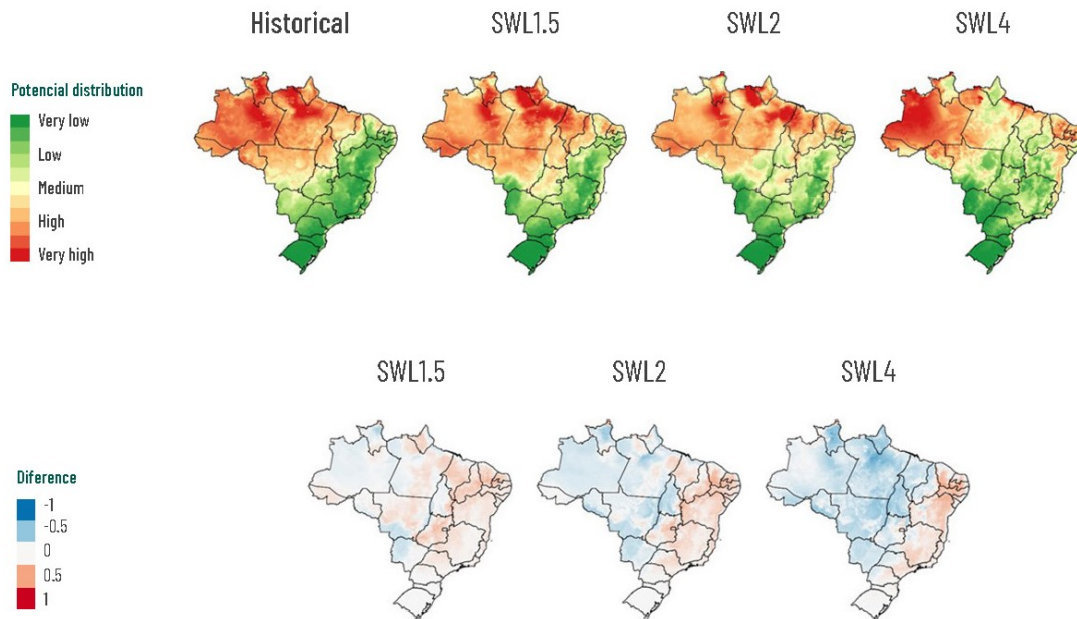 Historical
SWL1.5
SWL2
SWL4
Potencial distribution
Very low
Low
Medium
High
Very high
SWL1.5
SWL2
SWL4
Diference
-1
-0.5
0
0.5
1